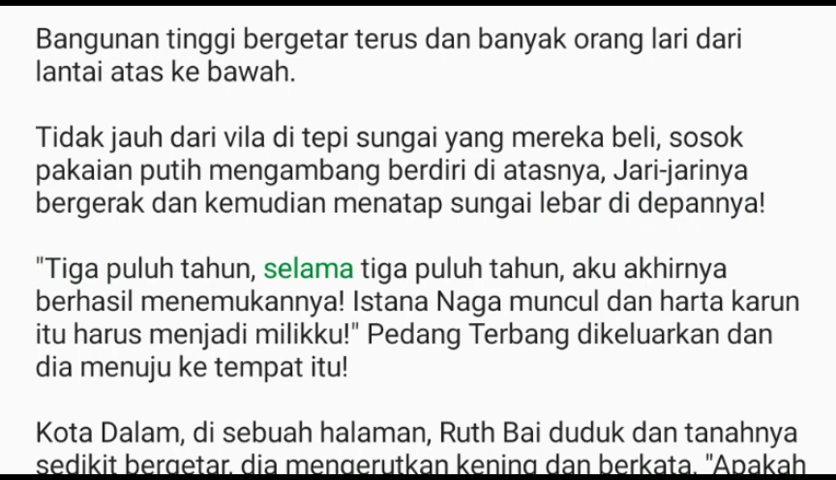 Bangunan tinggi bergetar terus dan banyak orang lari dari
lantai atas ke bawah.
Tidak jauh dari vila di tepi sungai yang mereka beli, sosok
pakaian putih mengambang berdiri di atasnya, Jari-jarinya
bergerak dan kemudian menatap sungai lebar di depannya!
"Tiga puluh tahun, selama tiga puluh tahun, aku akhirnya
berhasil menemukannya! Istana Naga muncul dan harta karun
itu harus menjadi milikku!" Pedang Terbang dikeluarkan dan
dia menuju ke tempat itu!
Kota Dalam, di sebuah halaman, Ruth Bai duduk dan tanahnya
sedikit bergetar, dia mengerutkan kening dan berkata, "Apakah